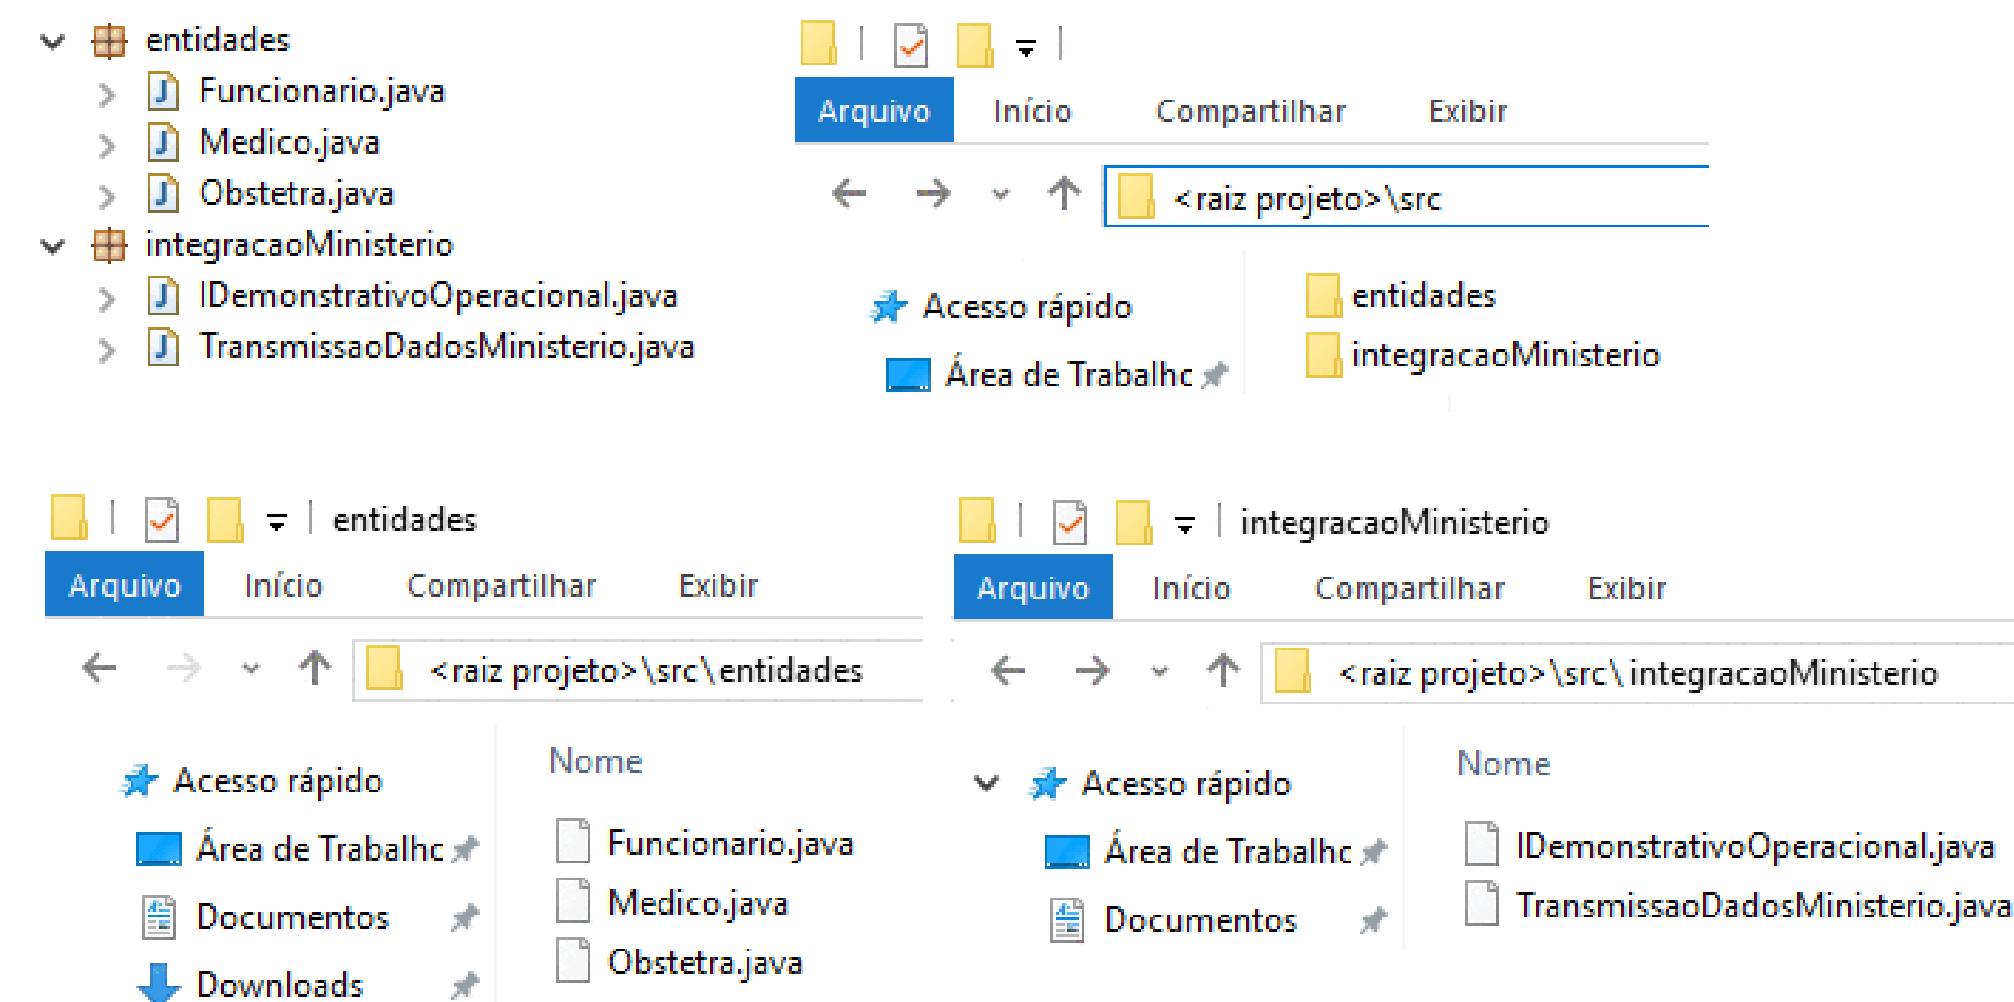 entidades
Funcionario.java
Medico.java
Obstetra.java
integracaoMinisterio
IDemonstrativoOperacional.java
TransmissaoDadosMinisterio.java
Arquivo Início Compartilhar Exibir
<raiz projeto>\src
Acesso rápido
Área de Trabalhc
entidades
integracaoMinisterio
entidades
Arquivo Início Compartilhar Exibir
<raiz projeto>\src\entidades
Acesso rápido
Área de Trabalhc
Documentos
Downloads
Nome
Funcionario.java
Medico.java
Obstetra.java
integracaoMinisterio
Arquivo Início Compartilhar Exibir
<raiz projeto>\src\integracaoMinisterio
Acesso rápido
Área de Trabalhc
Documentos
Nome
IDemonstrativoOperacional.java
TransmissaoDadosMinisterio.java